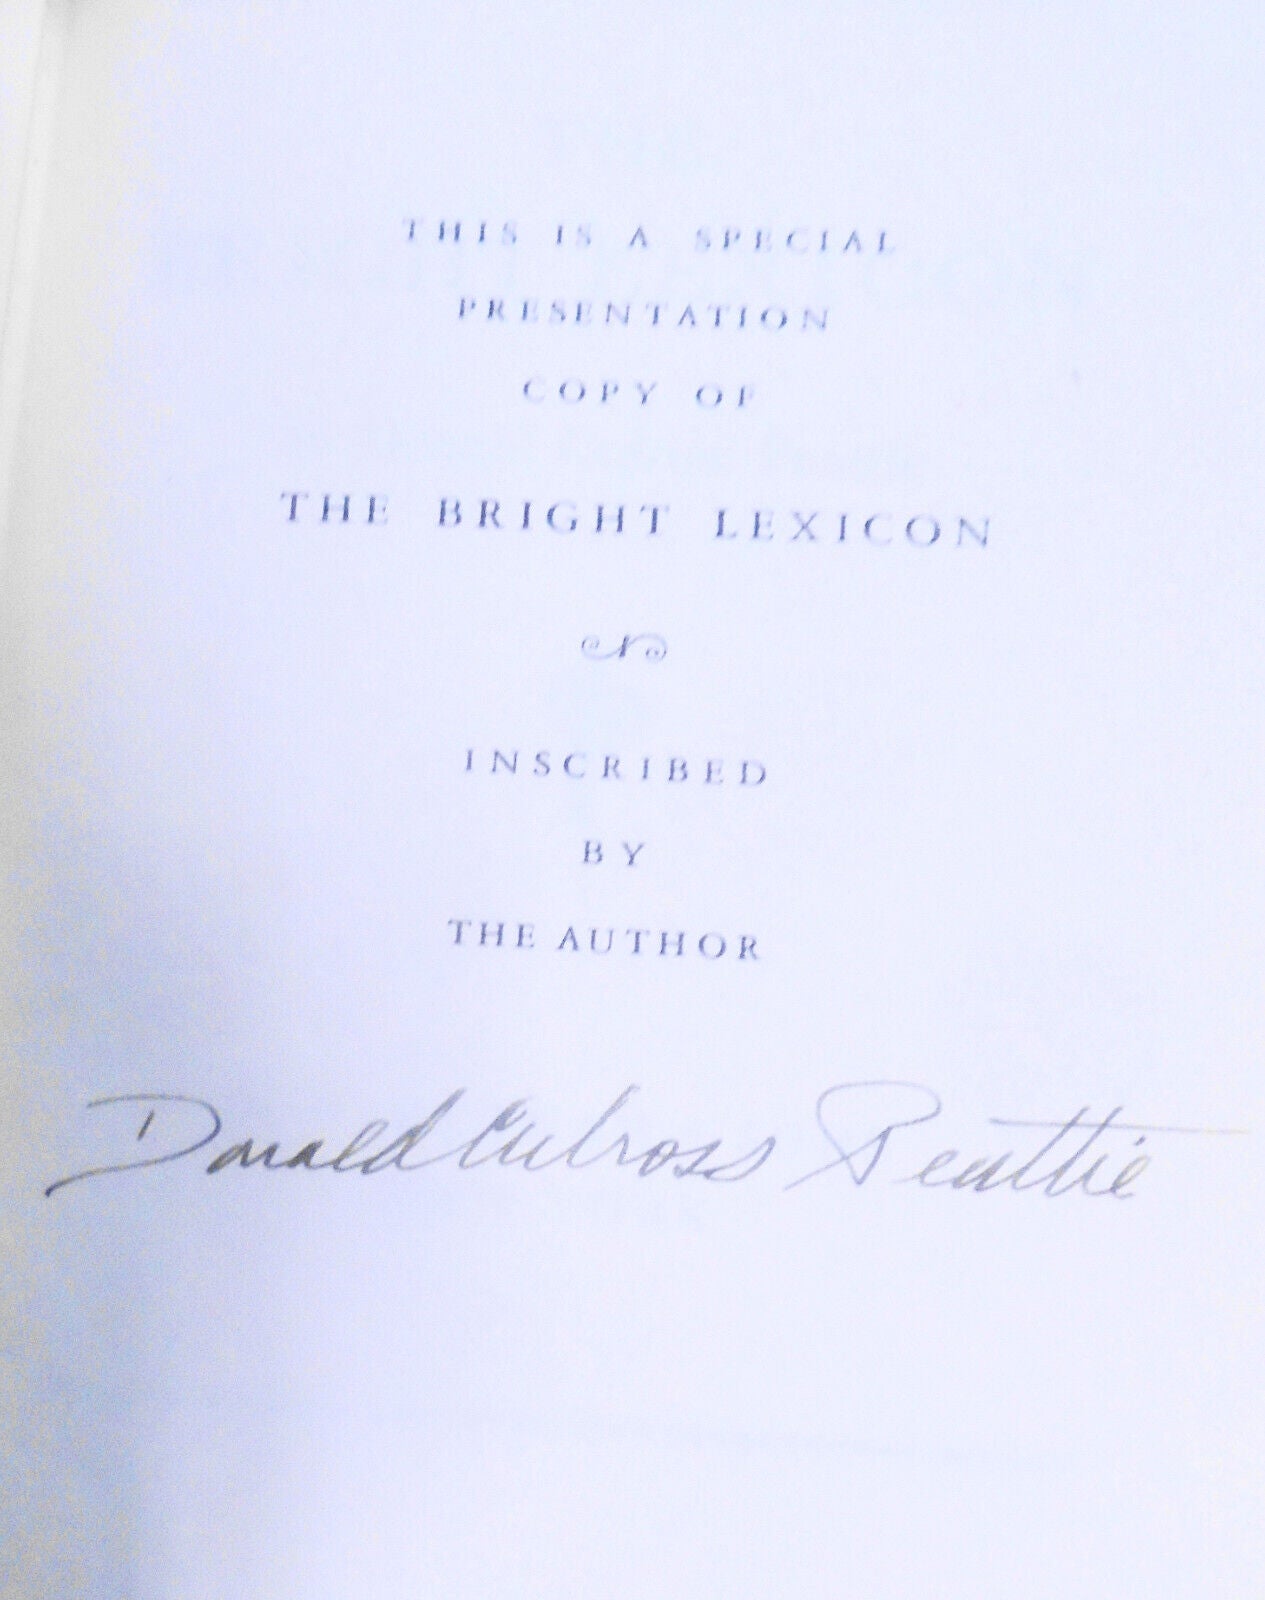 THIS IS A SPECIAL
PRESENTATION
COPY OF
THE BRIGHT LEXICON
INSCRIBED
BY
THE AUTHOR
Donald Culross Peattie